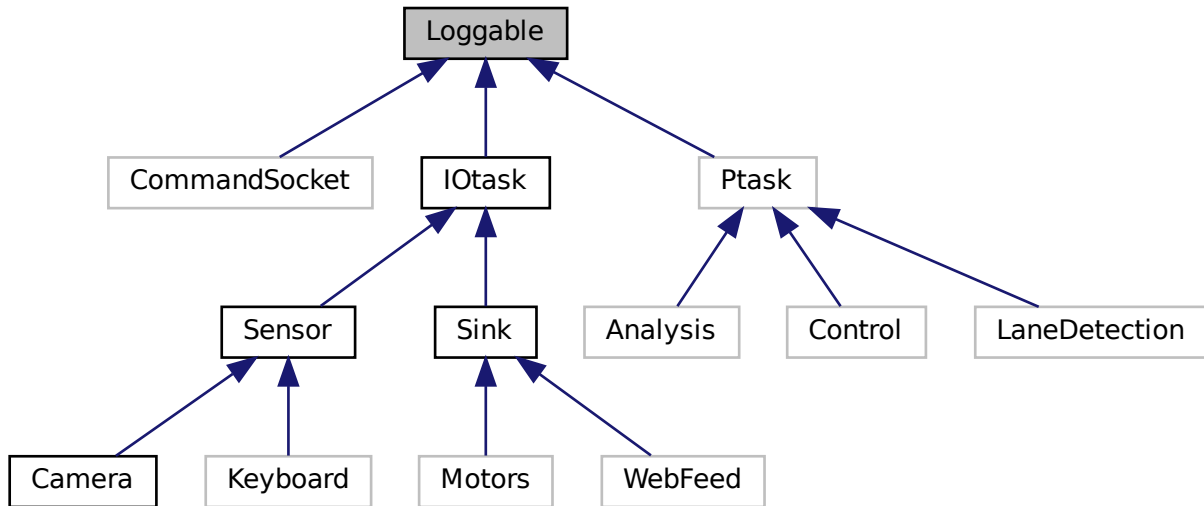 Loggable
CommandSocket
IOtask
Ptask
Sensor
Sink
Analysis
Control
LaneDetection
Camera
Keyboard
Motors
WebFeed